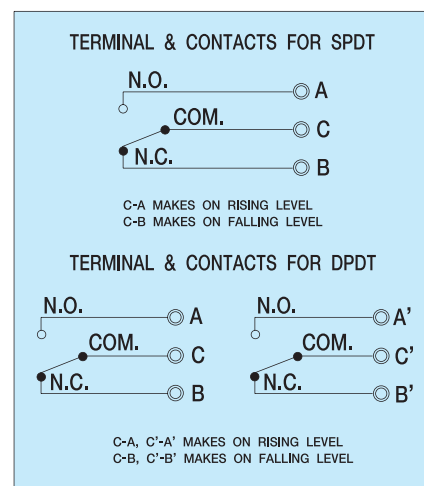 TERMINAL & CONTACTS FOR SPDT
N.O.
A
COM.
C
N.C.
B
C-A MAKES ON RISING LEVEL
C-B MAKES ON FALLING LEVEL
TERMINAL & CONTACTS FOR DPDT
N.O. A N.O. A'
COM. C COM. C'
N.C. B N.C. B'
C-A, C'-A' MAKES ON RISING LEVEL
C-B, C'-B' MAKES ON FALLING LEVEL